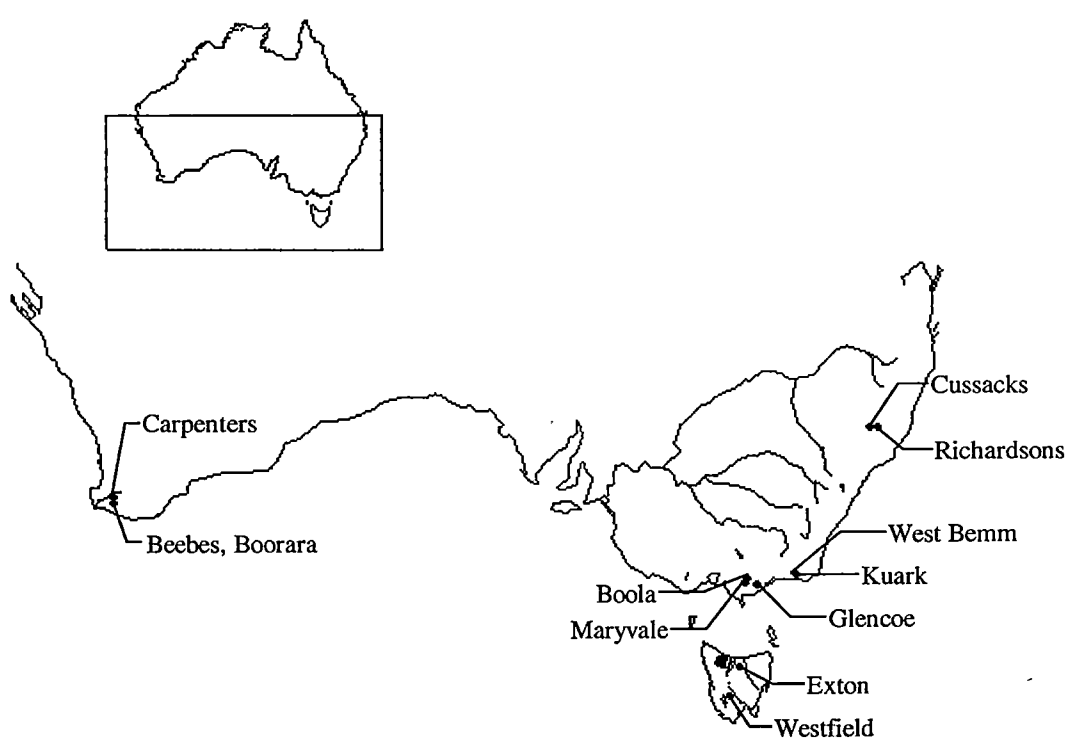 Cussacks
Carpenters
Richardsons
West Bemm
Beebes, Boorara
Kuark
Boola
Glencoe
Maryvale
Exton
Westfield